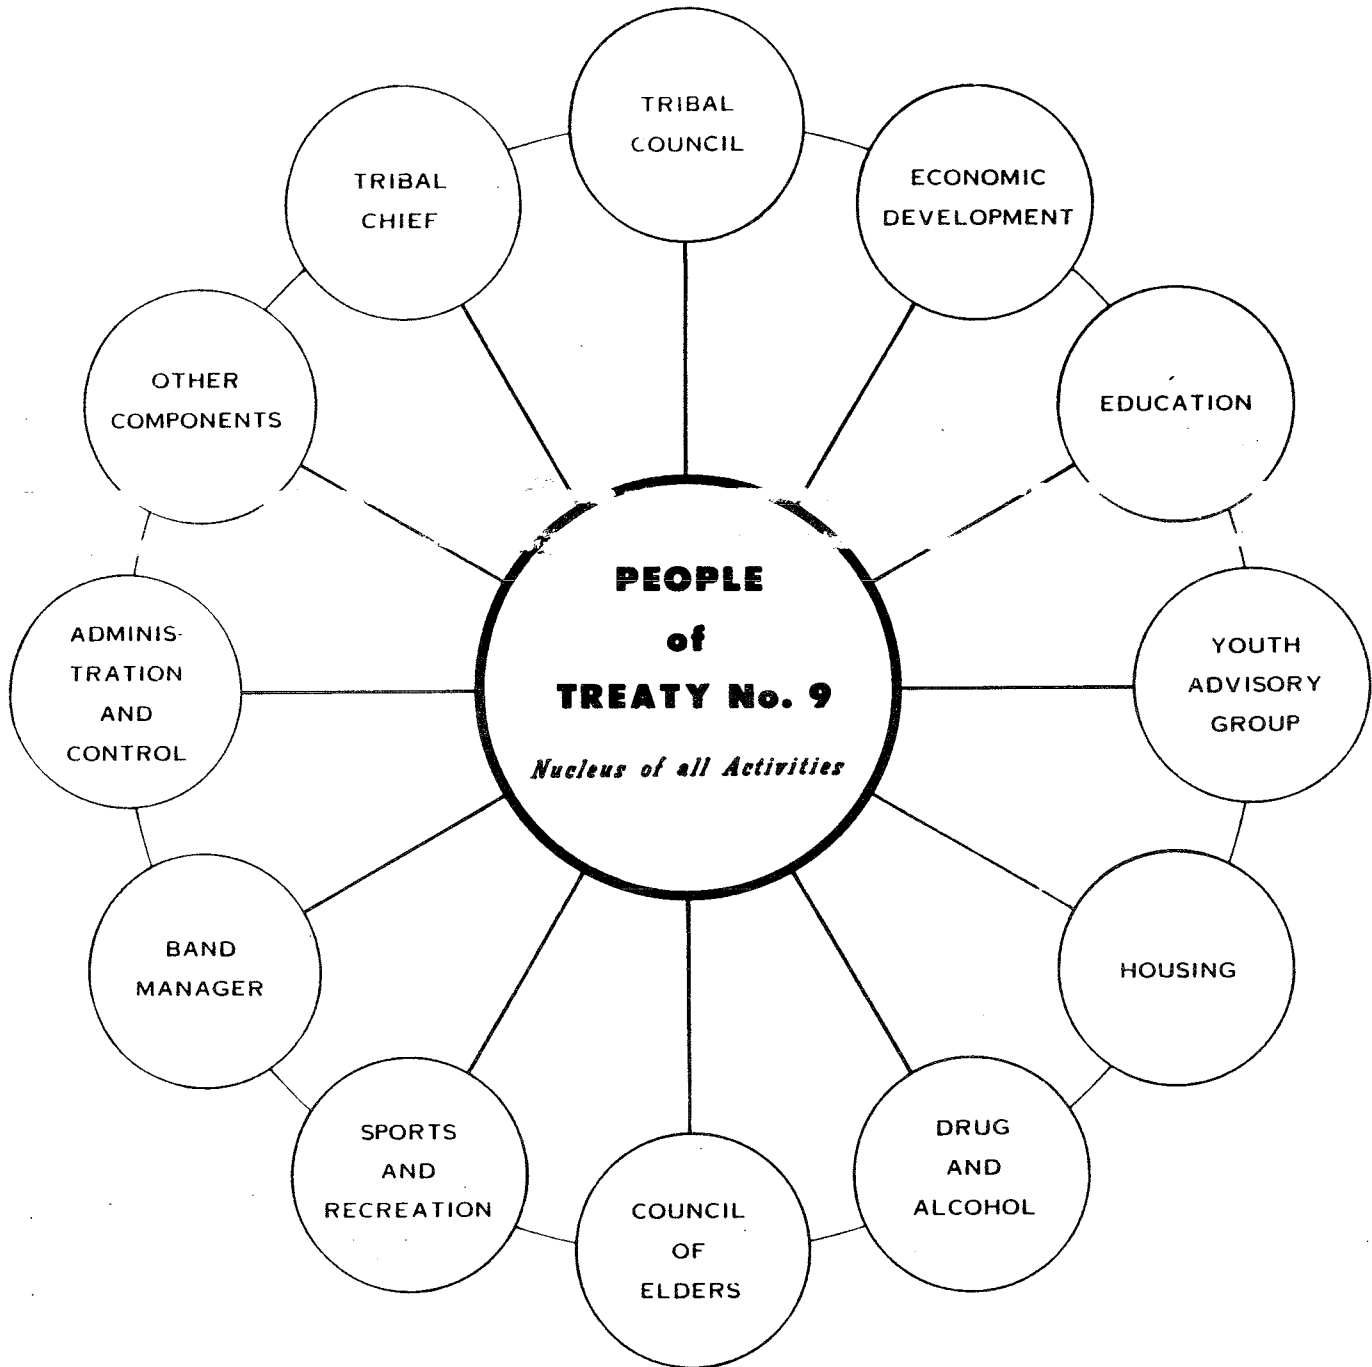 TRIBAL
COUNCIL
ECONOMIC
DEVELOPMENT
EDUCATION
YOUTH
ADVISORY
GROUP
HOUSING
DRUG
AND
ALCOHOL
COUNCIL
OF
ELDERS
SPORTS
AND
RECREATION
BAND
MANAGER
ADMINIS-
TRATION
AND
CONTROL
OTHER
COMPONENTS
TRIBAL
CHIEF
PEOPLE
of
TREATY No. 9
Nucleus of all Activities